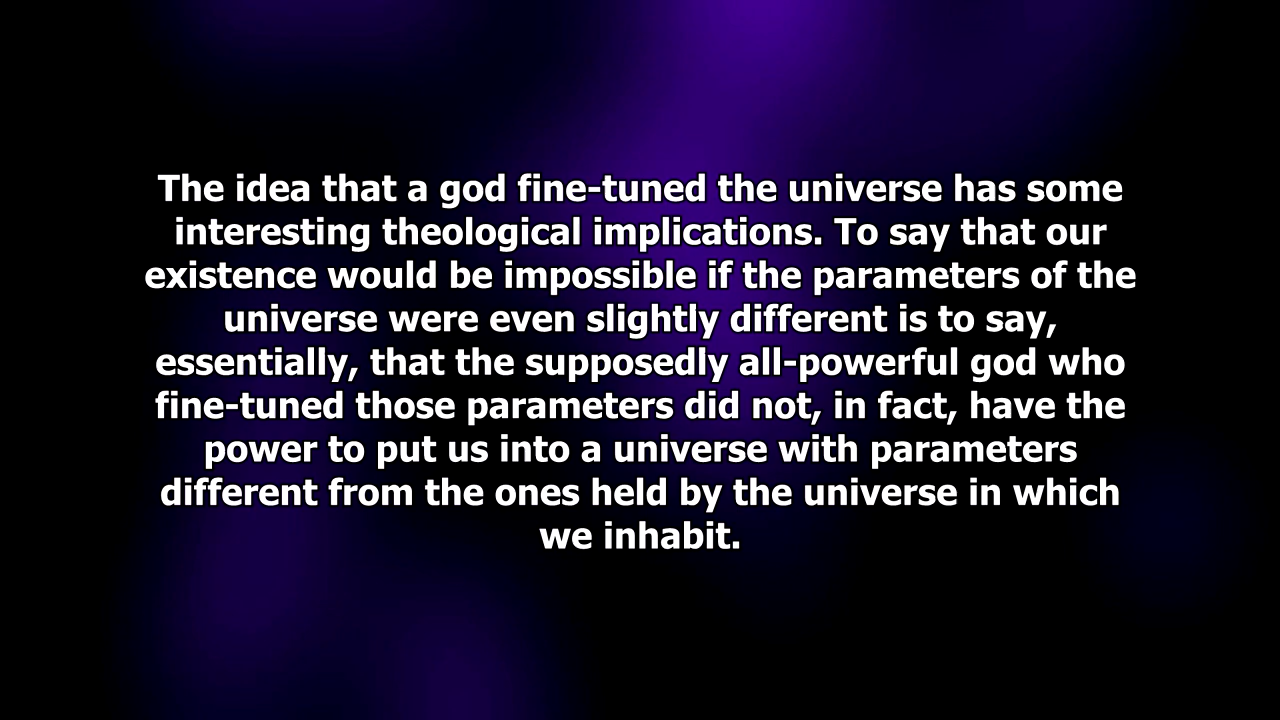 The idea that a god fine-tuned the universe has some
interesting theological implications. To say that our
existence would be impossible if the parameters of the
universe were even slightly different is to say,
essentially, that the supposedly all-powerful god who
fine-tuned those parameters did not, in fact, have the
power to put us into a universe with parameters
different from the ones held by the universe in which
we inhabit.